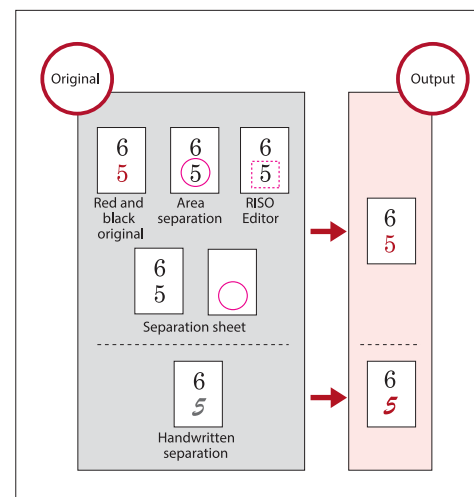 Original
Output
6 6 6
5 5 5
Red and black original
Area separation
RISO Editor
6
5
6
5
Separation sheet
6
5
6
5
Handwritten separation